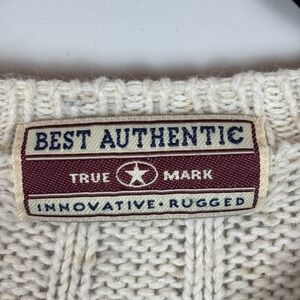 BEST AUTHENTIC
TRUE MARK
INNOVATIVE · RUGGED